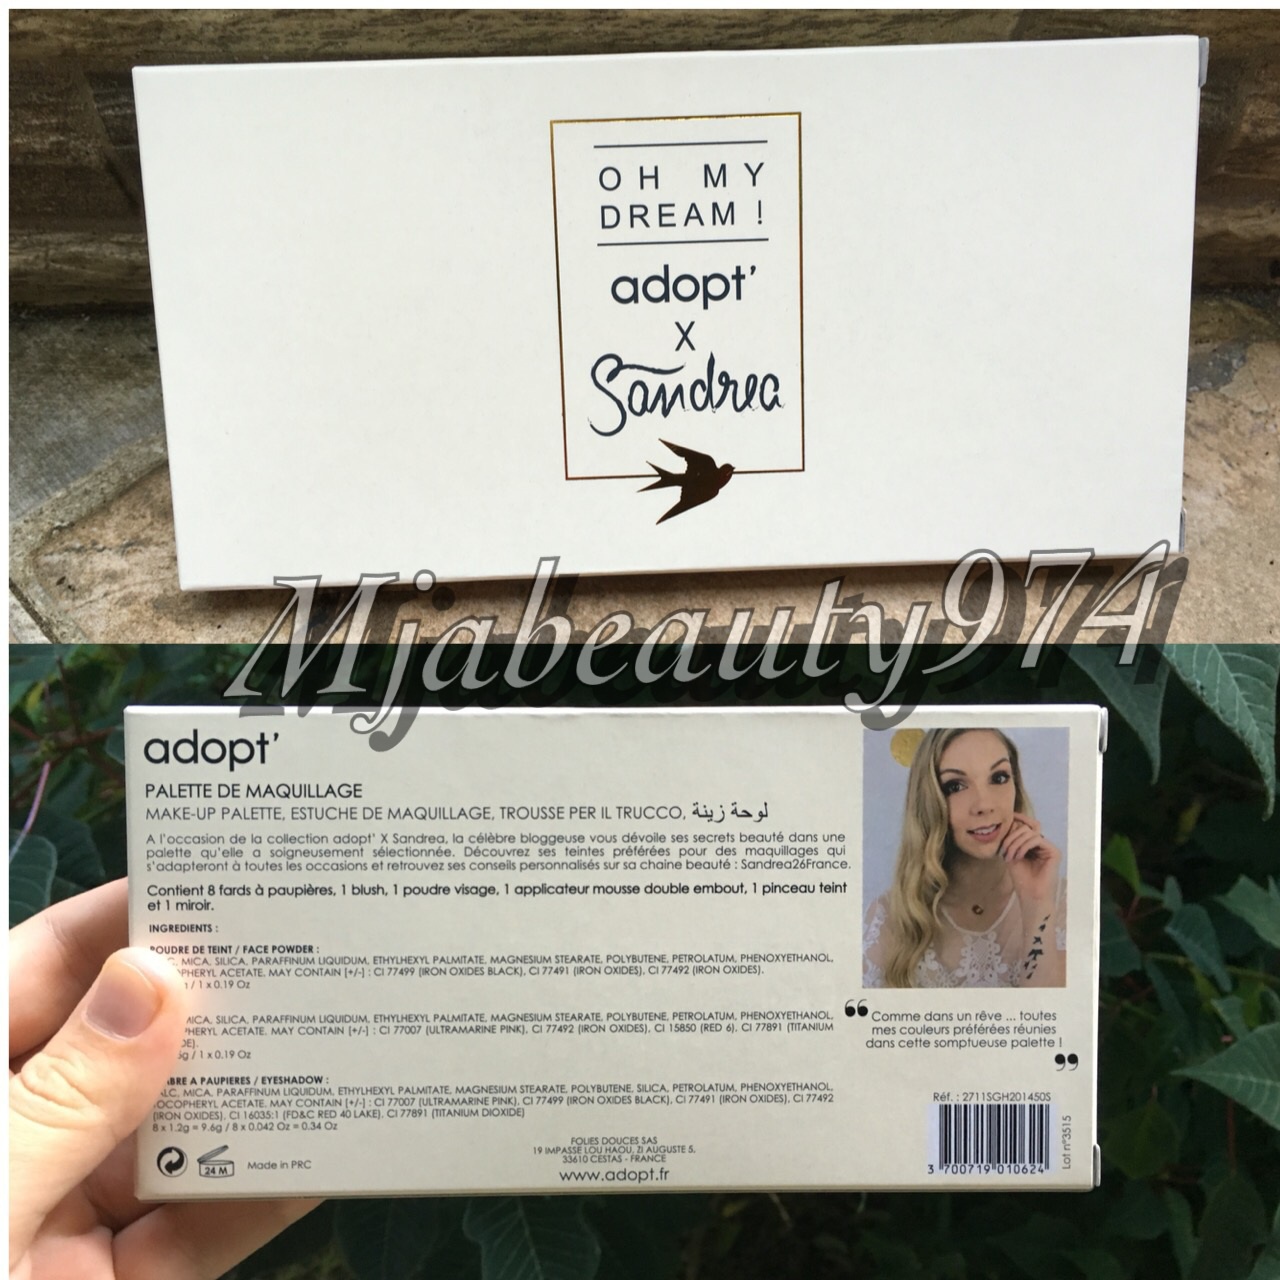 OH MY
DREAM !
adopt'
X
Sandrea
Mjabeauty974
adopt'
PALETTE DE MAQUILLAGE
MAKE-UP PALETTE, ESTUCHE DE MAQUILLAGE, TROUSSE PER IL TRUCCO, لوحة زينة
A l'occasion de la collection adopt' X Sandrea, la célèbre bloggeuse vous dévoile ses secrets beauté dans une
palette qu'elle a soigneusement sélectionnée. Découvrez ses teintes préférées pour des maquillages qui
s'adapteront à toutes les occasions et retrouvez ses conseils personnalisés sur sa chaine beauté : Sandrea26France.
Contient 8 fards à paupières, 1 blush, 1 poudre visage, 1 applicateur mousse double embout, 1 pinceau teint
et 1 miroir.
INGREDIENTS :
POUDRE DE TEINT / FACE POWDER :
MICA, SILICA, PARAFFINUM LIQUIDUM, ETHYLHEXYL PALMITATE, MAGNESIUM STEARATE, POLYBUTENE, PETROLATUM, PHENOXYETHANOL,
ACETATE. MAY CONTAIN [+/-] : CI 77499 (IRON OXIDES BLACK), CI 77491 (IRON OXIDES), CI 77492 (IRON OXIDES).
/ 1 x 0.19 Oz
MICA, SILICA, PARAFFINUM LIQUIDUM, ETHYLHEXYL PALMITATE, MAGNESIUM STEARATE, POLYBUTENE, PETROLATUM, PHENOXYETHANOL,
ACETATE. MAY CONTAIN [+/-] : CI 77007 (ULTRAMARINE PINK), CI 77492 (IRON OXIDES), CI 15850 (RED 6), CI 77891 (TITANIUM
/ 1 x 0.19 Oz
A PAUPIERES / EYESHADOW :
MICA, PARAFFINUM LIQUIDUM, ETHYLHEXYL PALMITATE, MAGNESIUM STEARATE, POLYBUTENE, SILICA, PETROLATUM, PHENOXYETHANOL,
ACETATE. MAY CONTAIN [+/-] : CI 77007 (ULTRAMARINE PINK), CI 77499 (IRON OXIDES BLACK), CI 77491 (IRON OXIDES), CI 77492
(IRON OXIDES), CI 16035:1 (FD&C RED 40 LAKE), CI 77891 (TITANIUM DIOXIDE)
8 x 1.2g = 9.6g / 8 x 0.042 Oz = 0.34 Oz
24 M
Made in PRC
FOLIES DOUCES SAS
19 IMPASSE LOU HAOU, ZI AUGUSTE 5.
33610 CESTAS - FRANCE
www.adopt.fr
“ Comme dans un rêve ... toutes
mes couleurs préférées réunies
dans cette somptueuse palette !
”
Réf. : 2711SGH201450S
3 700719 010624
Lot n°3515